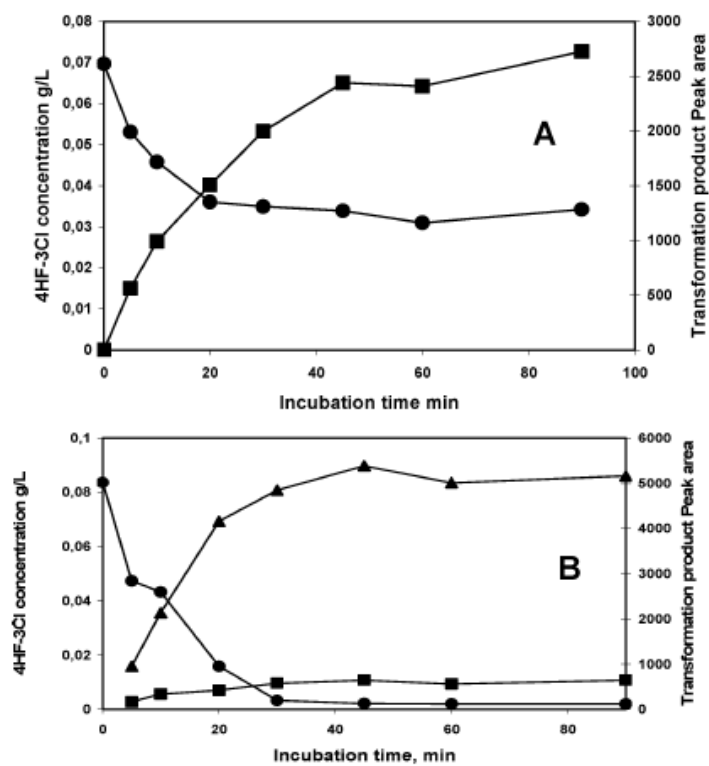 0,08
0,07
0,06
0,05
0,04
0,03
0,02
0,01
0
4HF-3Cl concentration g/L
3000
2500
2000
1500
1000
500
0
Transformation product Peak area
A
0 20 40 60 80 100
Incubation time min
0,1
0,08
0,06
0,04
0,02
0
4HF-3Cl concentration g/L
6000
5000
4000
3000
2000
1000
0
Transformation product Peak area
B
0 20 40 60 80
Incubation time, min